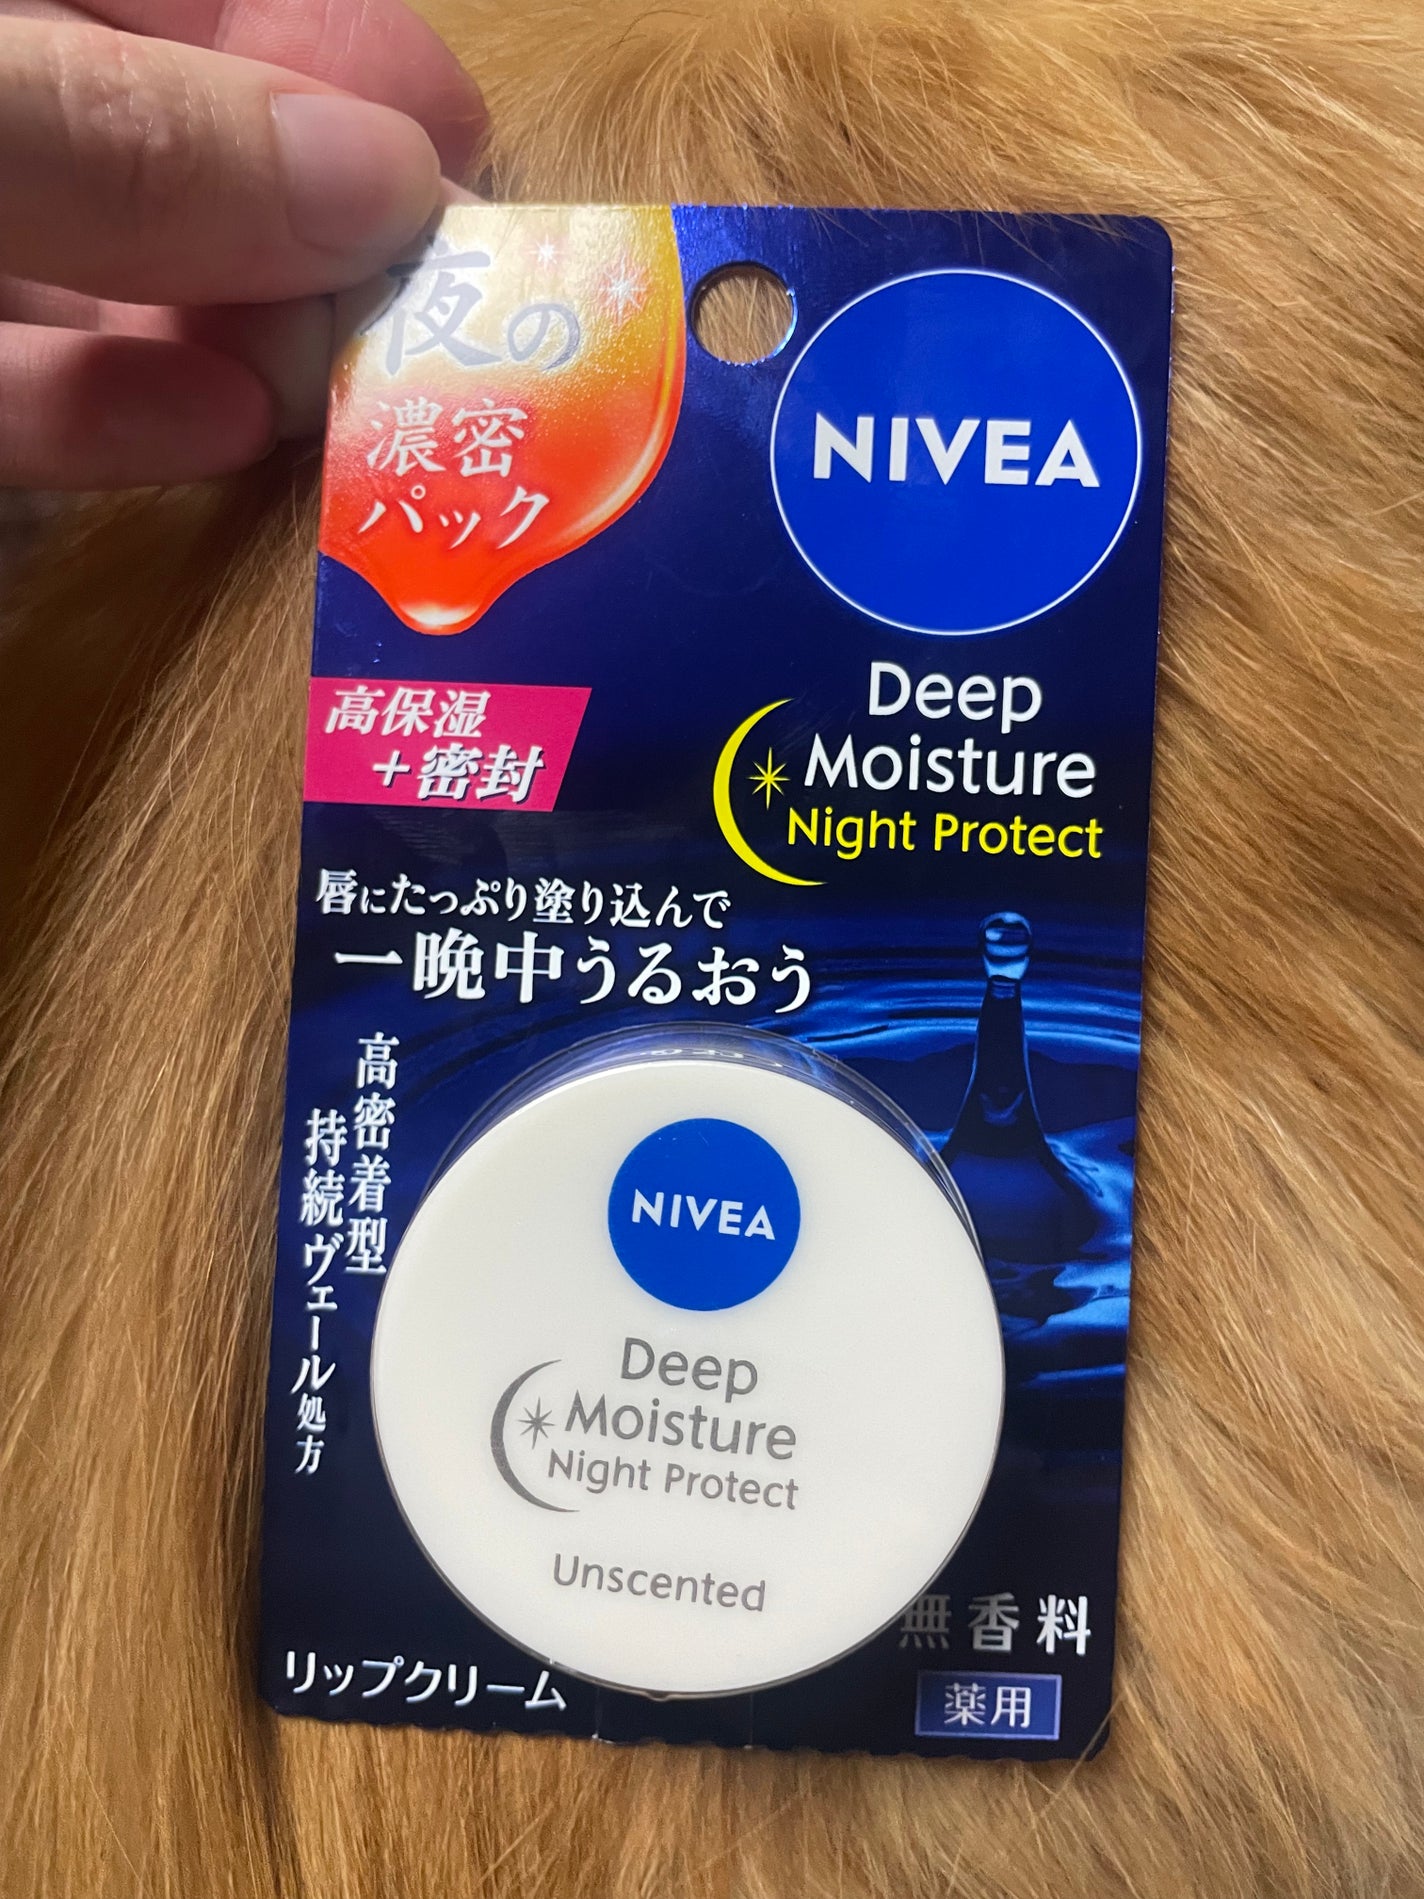 夜の
濃密
パック
NIVEA
Deep
Moisture
Night Protect
高保湿
+密封
唇にたっぷり塗り込んで
一晩中うるおう
高密着型
持続ヴェール処方
NIVEA
Deep
Moisture
Night Protect
Unscented
無香料
薬用
リップクリーム